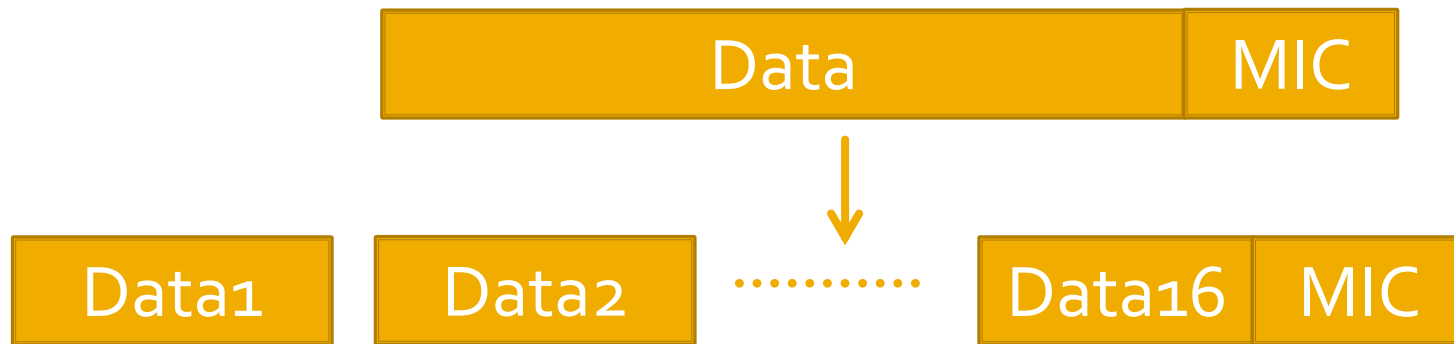 Data MIC
Data1 Data2 ........... Data16 MIC